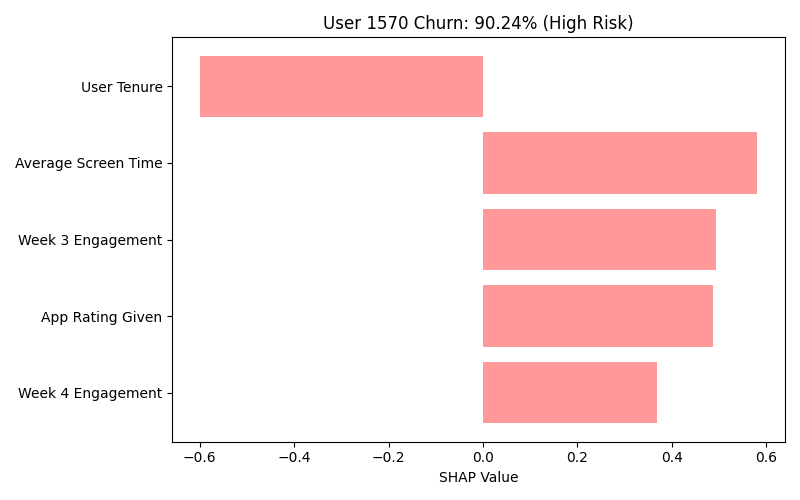 User 1570 Churn: 90.24% (High Risk)
User Tenure
Average Screen Time
Week 3 Engagement
App Rating Given
Week 4 Engagement
−0.6 −0.4 −0.2 0.0 0.2 0.4 0.6
SHAP Value